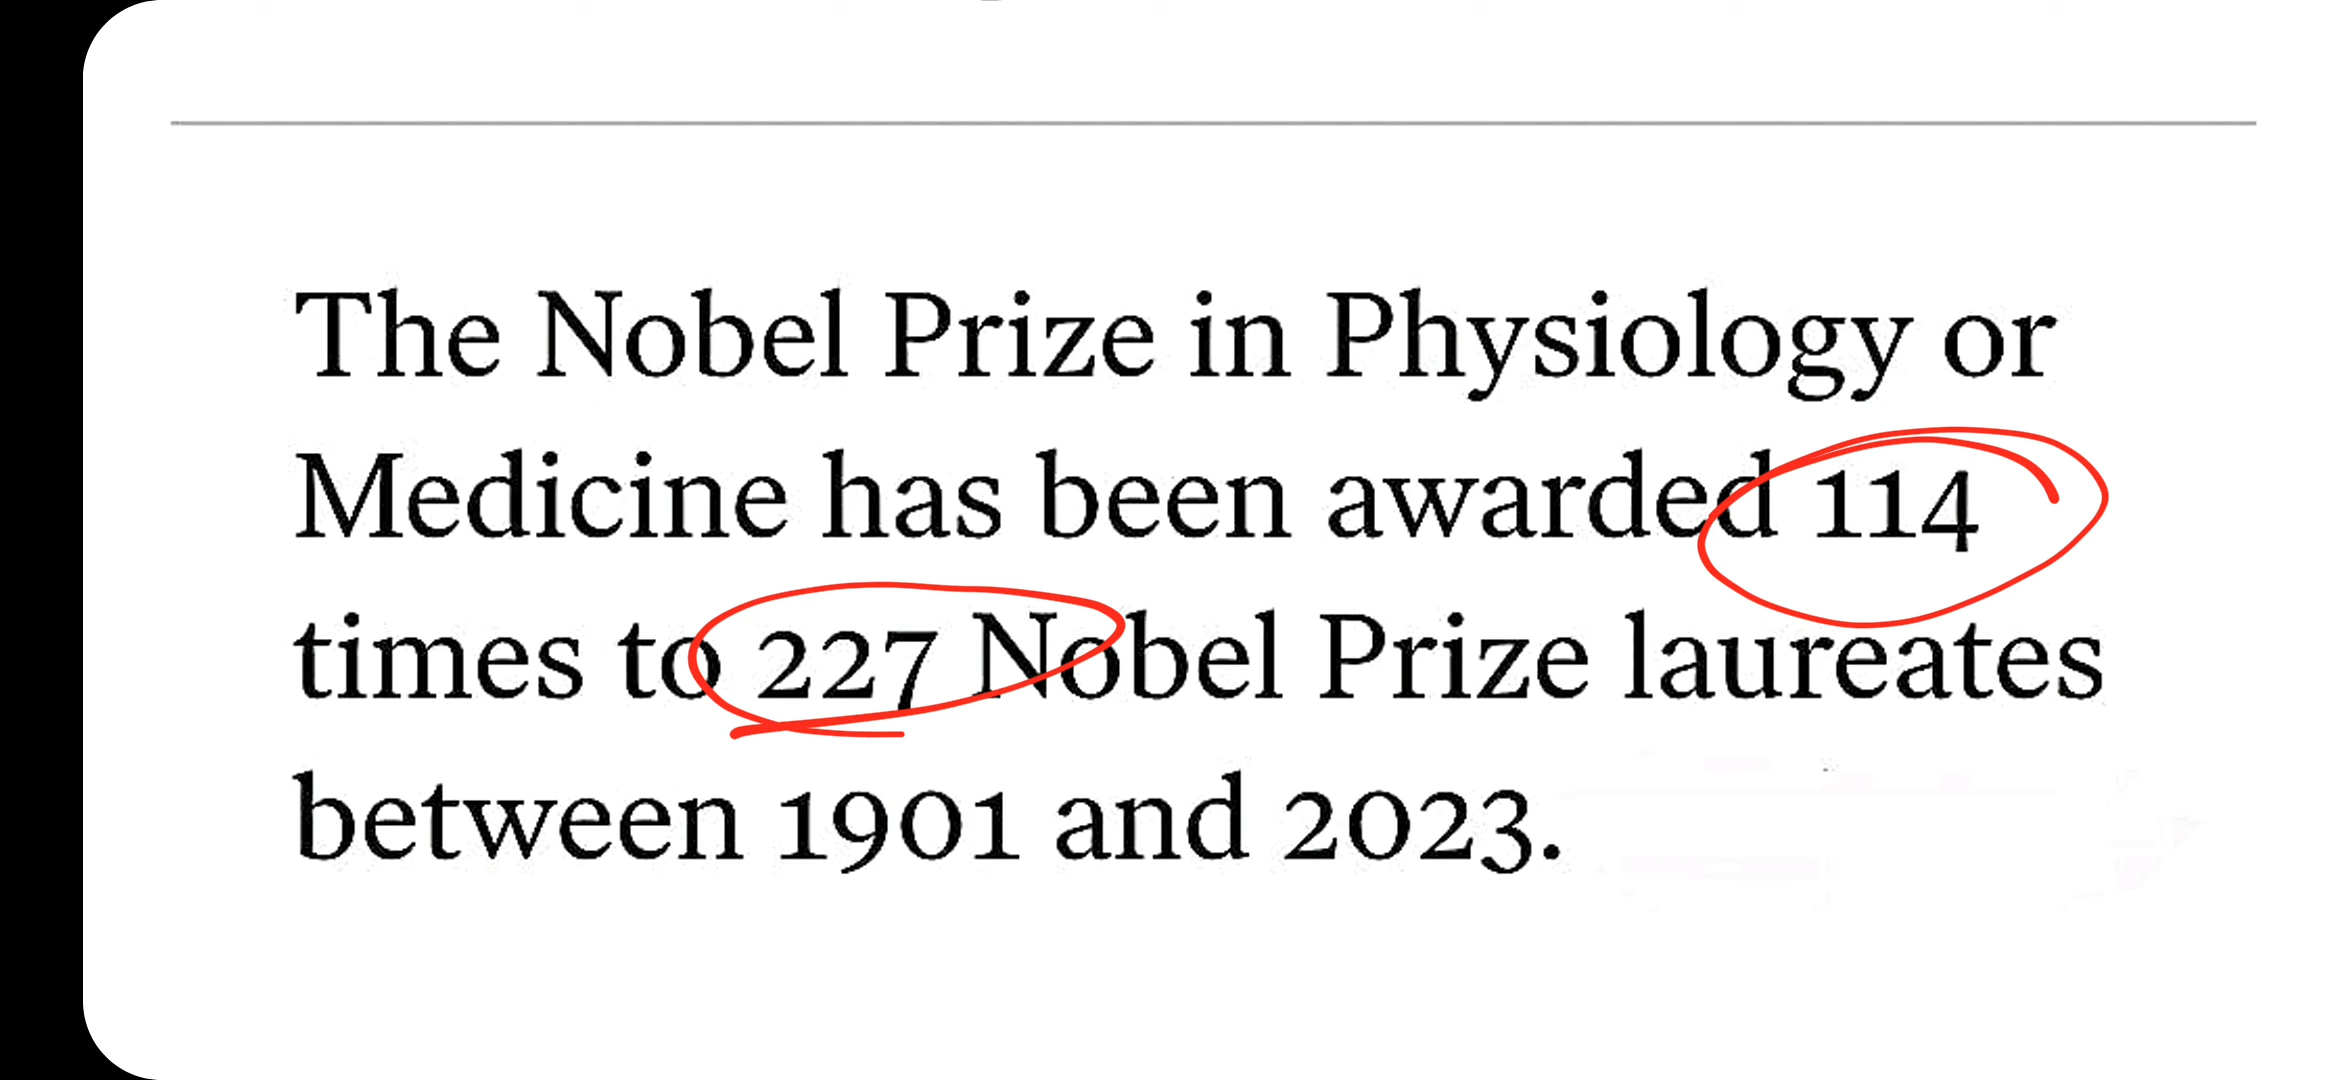 The Nobel Prize in Physiology or
Medicine has been awarded 114
times to 227 Nobel Prize laureates
between 1901 and 2023.